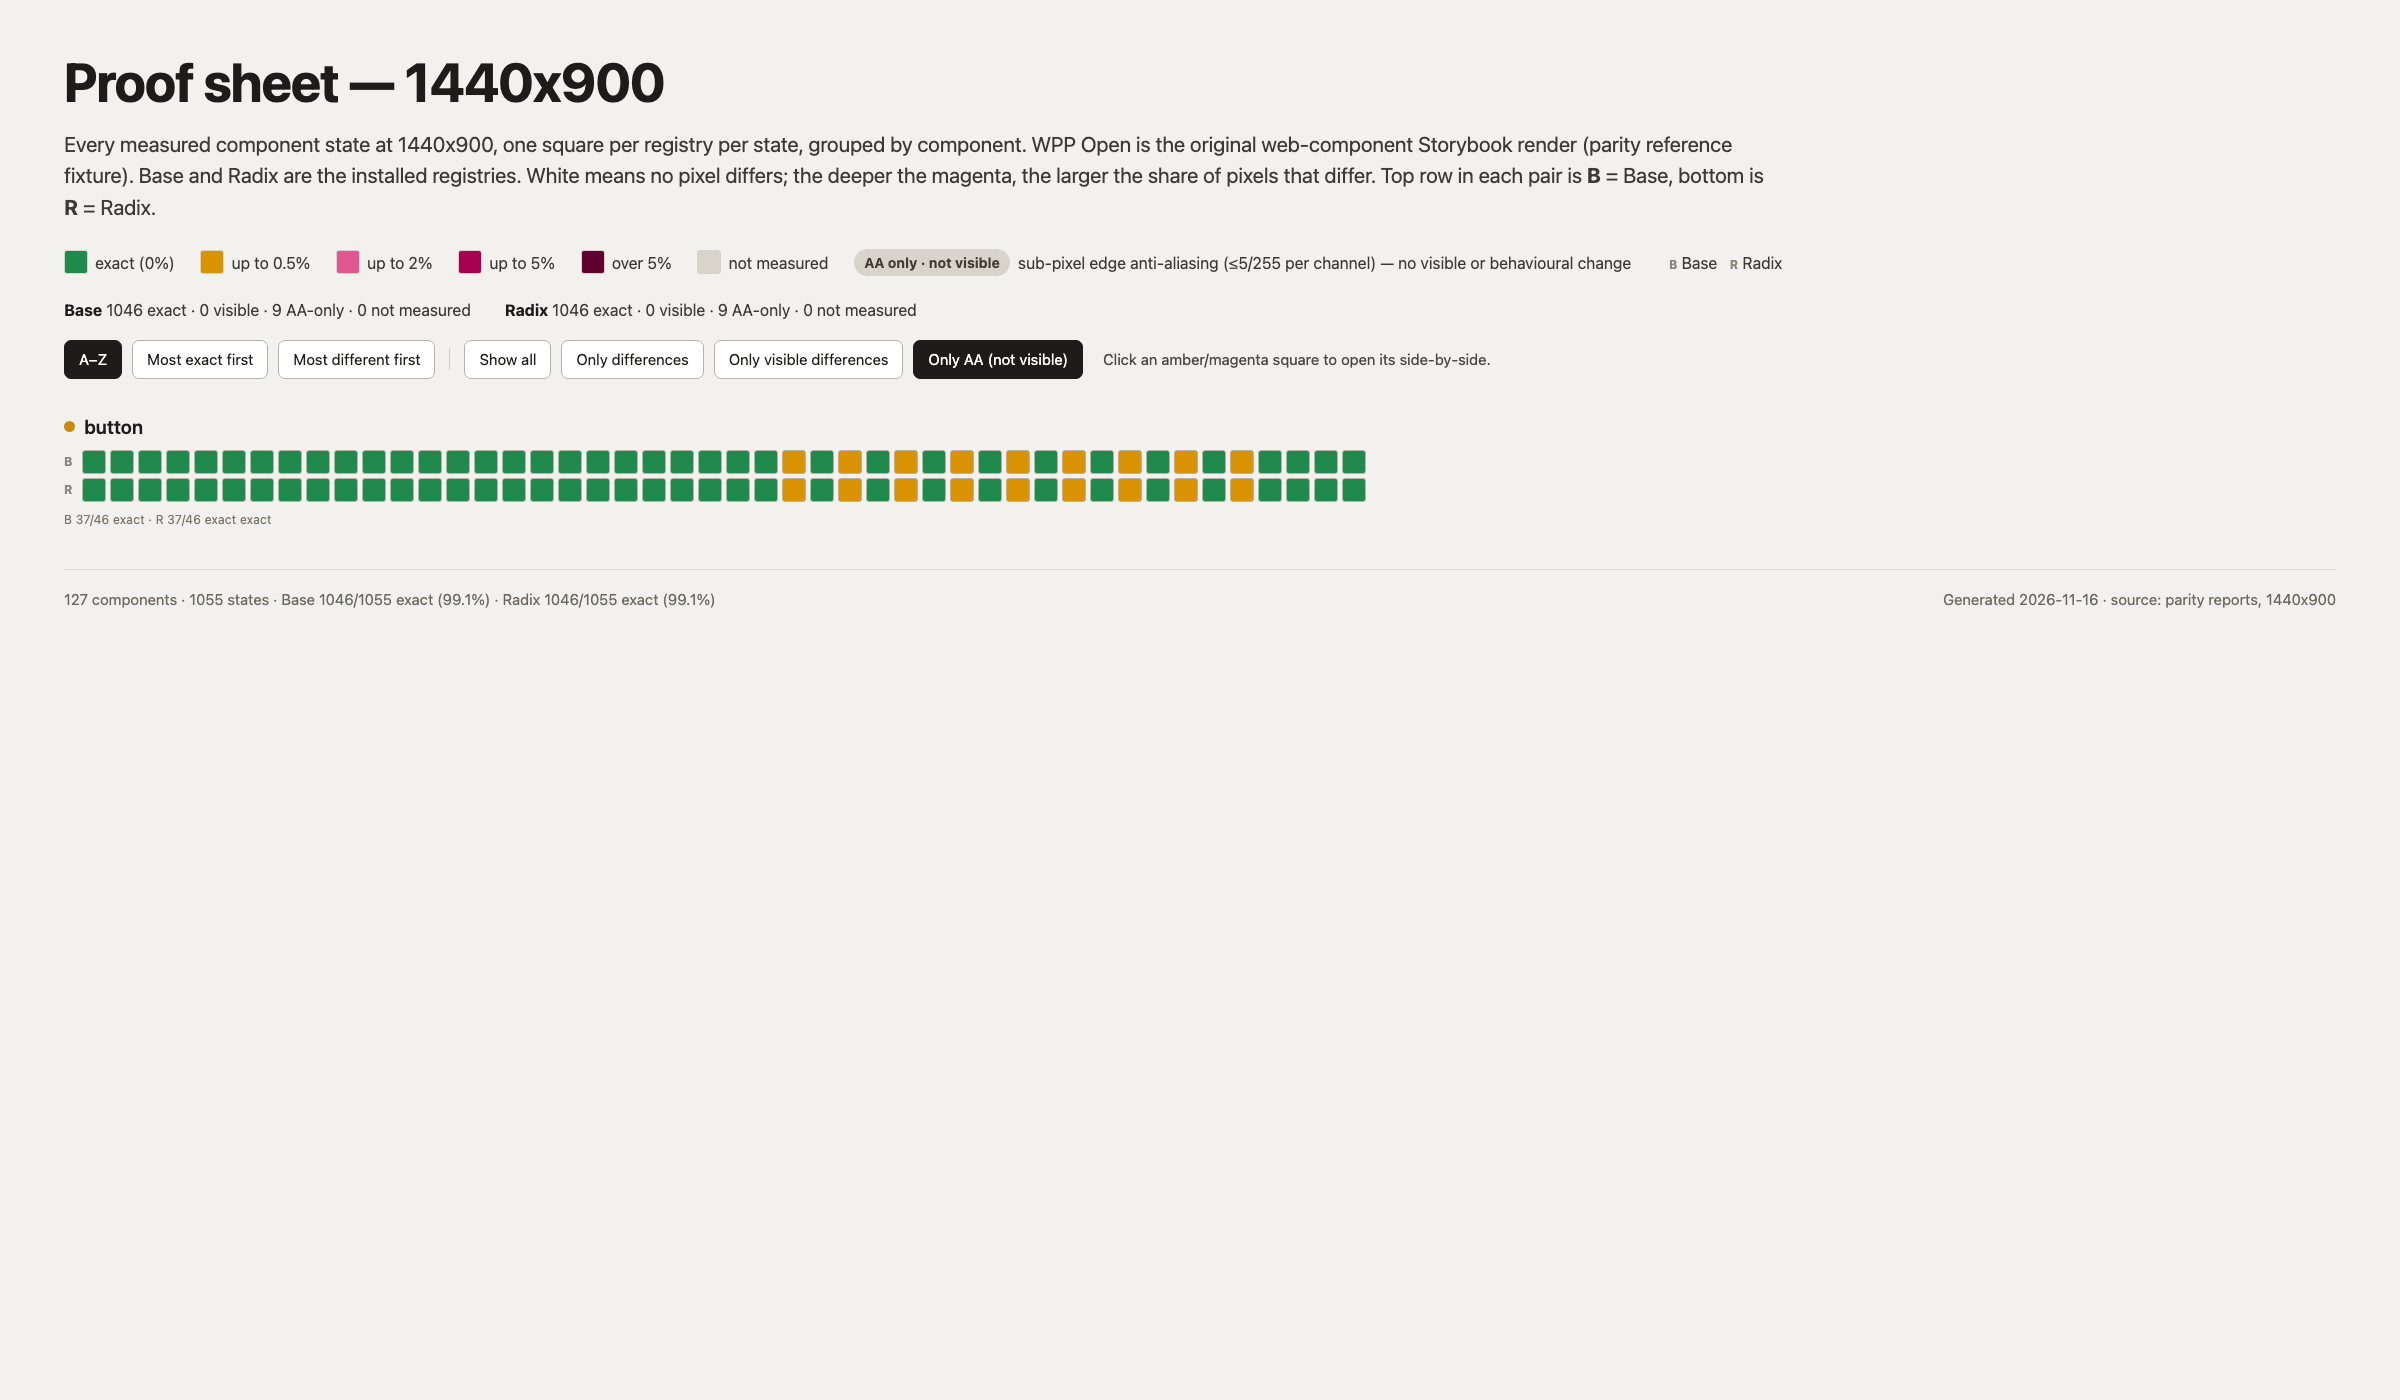 Proof sheet — 1440x900
Every measured component state at 1440x900, one square per registry per state, grouped by component. WPP Open is the original web-component Storybook render (parity reference
fixture). Base and Radix are the installed registries. White means no pixel differs; the deeper the magenta, the larger the share of pixels that differ. Top row in each pair is B = Base, bottom is
R = Radix.
exact (0%) up to 0.5% up to 2% up to 5% over 5% not measured AA only · not visible sub-pixel edge anti-aliasing (≤5/255 per channel) — no visible or behavioural change B Base R Radix
Base 1046 exact · 0 visible · 9 AA-only · 0 not measured Radix 1046 exact · 0 visible · 9 AA-only · 0 not measured
A–Z Most exact first Most different first Show all Only differences Only visible differences Only AA (not visible) Click an amber/magenta square to open its side-by-side.
button
B
R
B 37/46 exact · R 37/46 exact exact
127 components · 1055 states · Base 1046/1055 exact (99.1%) · Radix 1046/1055 exact (99.1%) Generated 2026-11-16 · source: parity reports, 1440x900